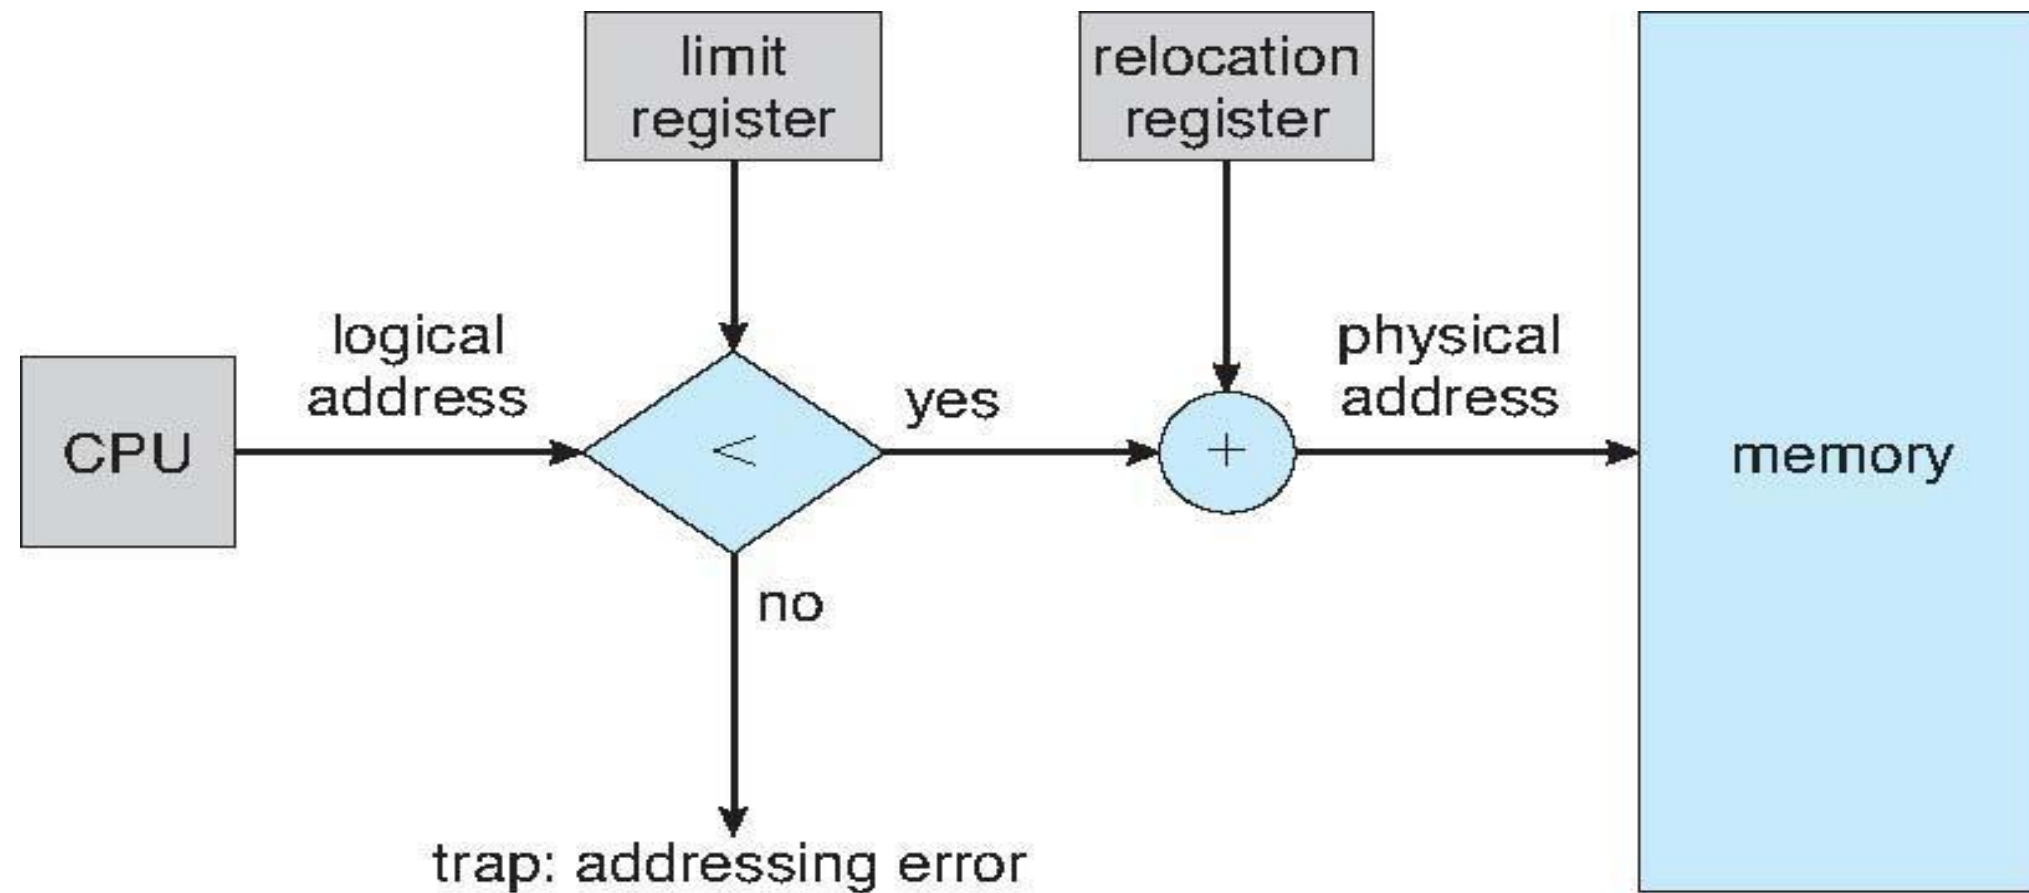 limit
register
relocation
register
logical
address
physical
address
CPU
<
yes
+
memory
no
trap: addressing error